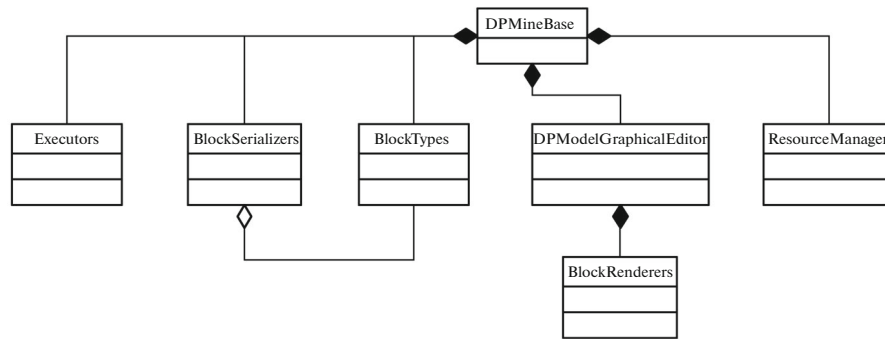 DPMineBase
Executors
BlockSerializers
BlockTypes
DPModelGraphicalEditor
ResourceManager
BlockRenderers